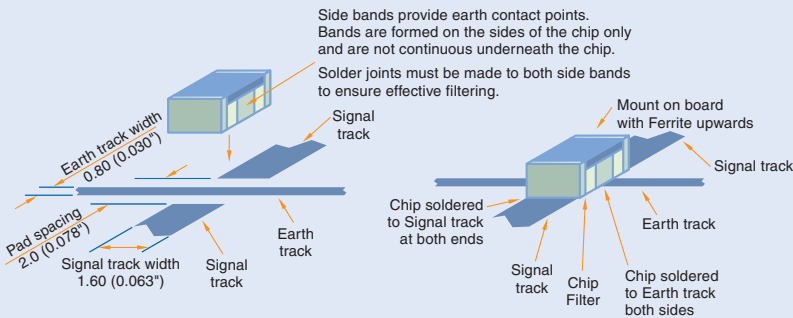 Side bands provide earth contact points.
Bands are formed on the sides of the chip only
and are not continuous underneath the chip.
Solder joints must be made to both side bands
to ensure effective filtering.
Earth track width
0.80 (0.030")
Signal
track
Pad spacing
2.0 (0.078")
Signal track width
1.60 (0.063")
Signal
track
Earth
track
Mount on board
with Ferrite upwards
Signal track
Chip soldered
to Signal track
at both ends
Earth track
Signal
track
Chip
Filter
Chip soldered
to Earth track
both sides